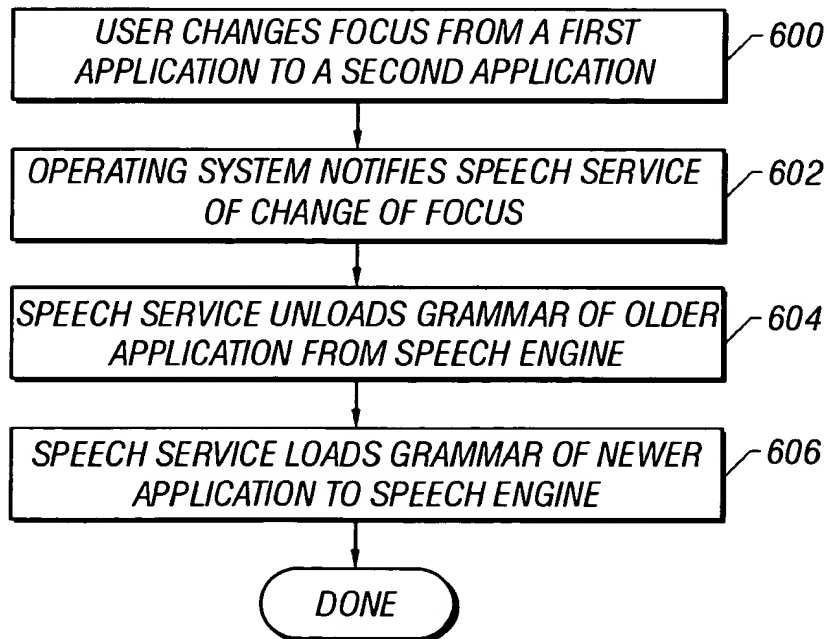 USER CHANGES FOCUS FROM A FIRST
APPLICATION TO A SECOND APPLICATION
600
OPERATING SYSTEM NOTIFIES SPEECH SERVICE
OF CHANGE OF FOCUS
602
SPEECH SERVICE UNLOADS GRAMMAR OF OLDER
APPLICATION FROM SPEECH ENGINE
604
SPEECH SERVICE LOADS GRAMMAR OF NEWER
APPLICATION TO SPEECH ENGINE
606
DONE